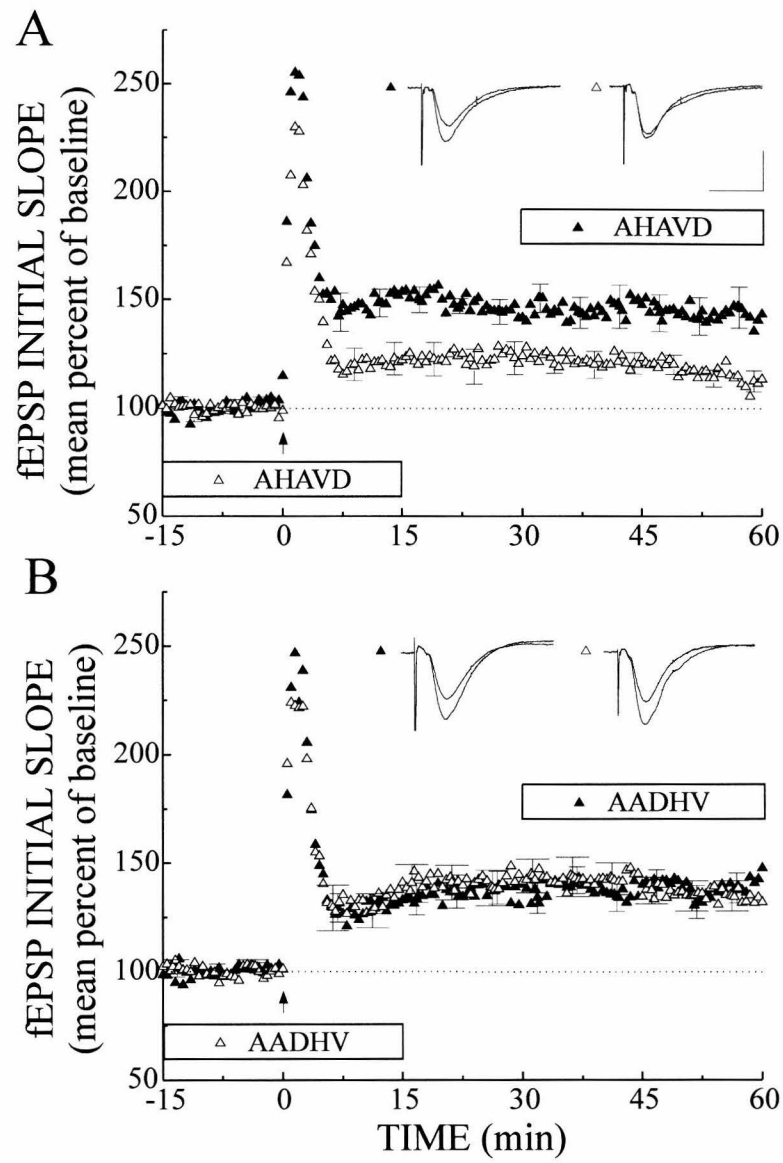 A
fEPSP INITIAL SLOPE
(mean percent of baseline)
250
200
150
100
50
▲
△
▲ AHAVD
△ AHAVD
-15 0 15 30 45 60
B
fEPSP INITIAL SLOPE
(mean percent of baseline)
250
200
150
100
50
▲
△
▲ AADHV
△ AADHV
-15 0 15 30 45 60
TIME (min)